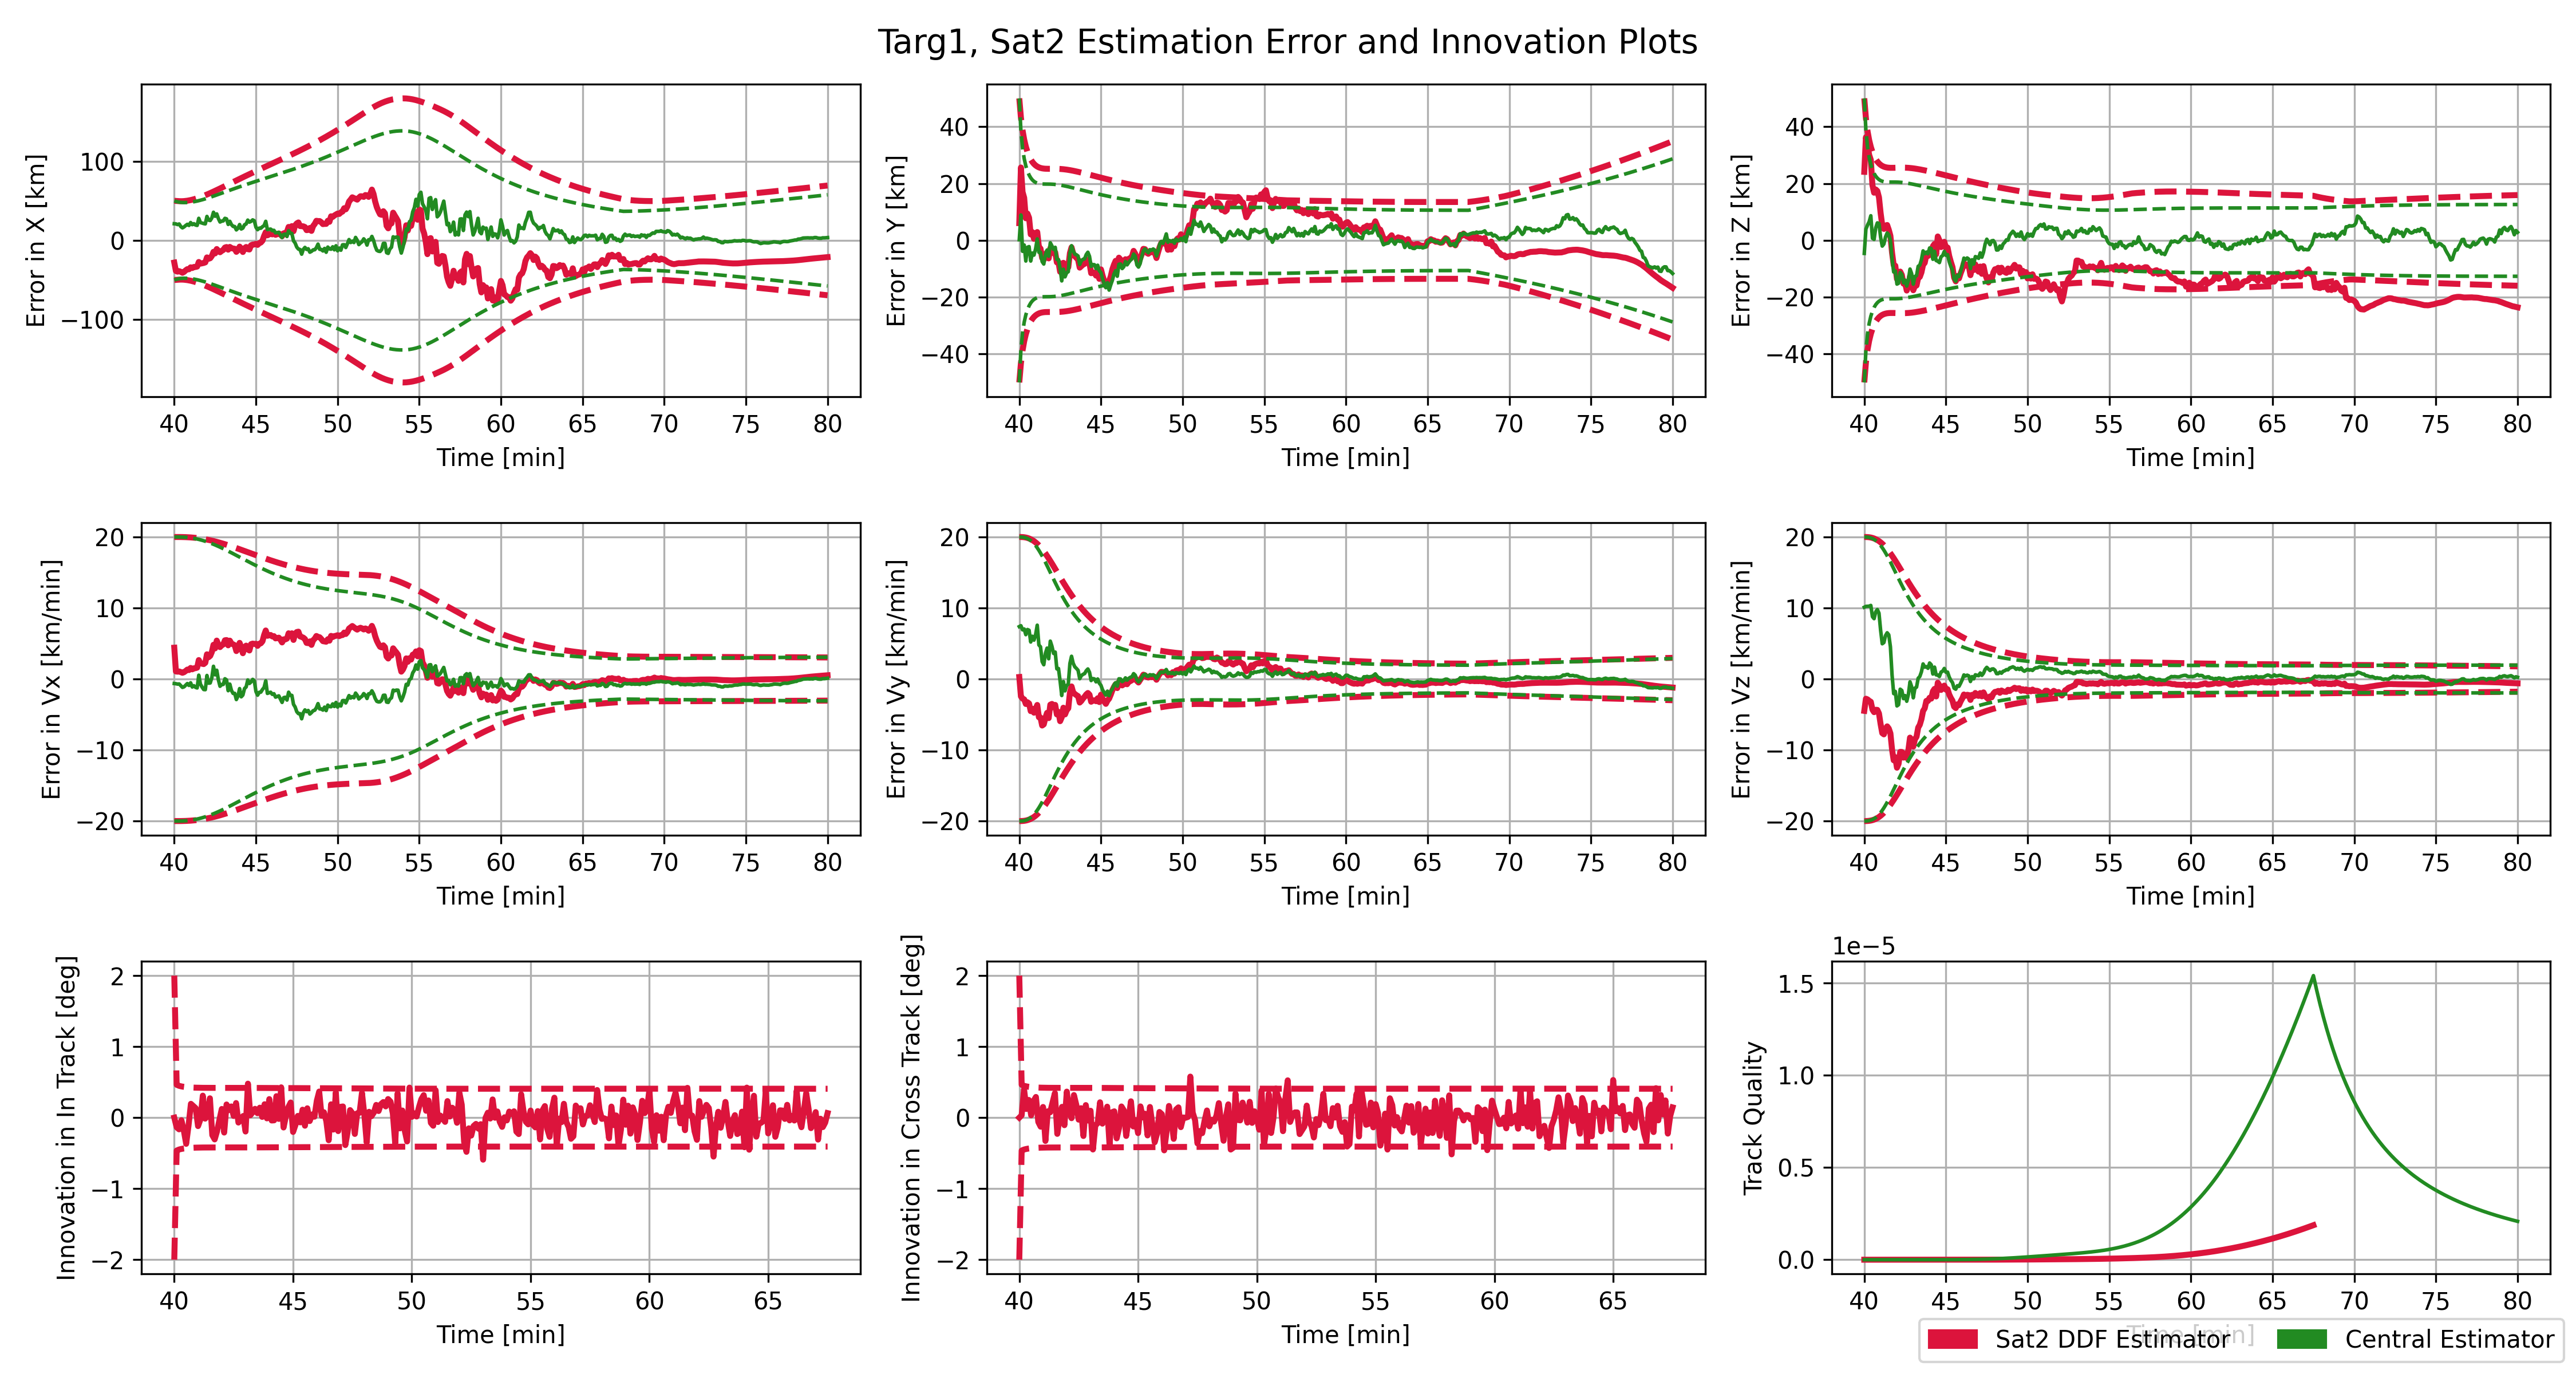 Targ1, Sat2 Estimation Error and Innovation Plots
Error in X [km]
100
0
−100
40 45 50 55 60 65 70 75 80
Time [min]
Error in Y [km]
40
20
0
−20
−40
40 45 50 55 60 65 70 75 80
Time [min]
Error in Z [km]
40
20
0
−20
−40
40 45 50 55 60 65 70 75 80
Time [min]
Error in Vx [km/min]
20
10
0
−10
−20
40 45 50 55 60 65 70 75 80
Time [min]
Error in Vy [km/min]
20
10
0
−10
−20
40 45 50 55 60 65 70 75 80
Time [min]
Error in Vz [km/min]
20
10
0
−10
−20
40 45 50 55 60 65 70 75 80
Time [min]
Innovation in In Track [deg]
2
1
0
−1
−2
40 45 50 55 60 65
Time [min]
Innovation in Cross Track [deg]
2
1
0
−1
−2
40 45 50 55 60 65
Time [min]
1e−5
Track Quality
1.5
1.0
0.5
0.0
40 45 50 55 60 65 70 75 80
Time [min]
Sat2 DDF Estimator Central Estimator